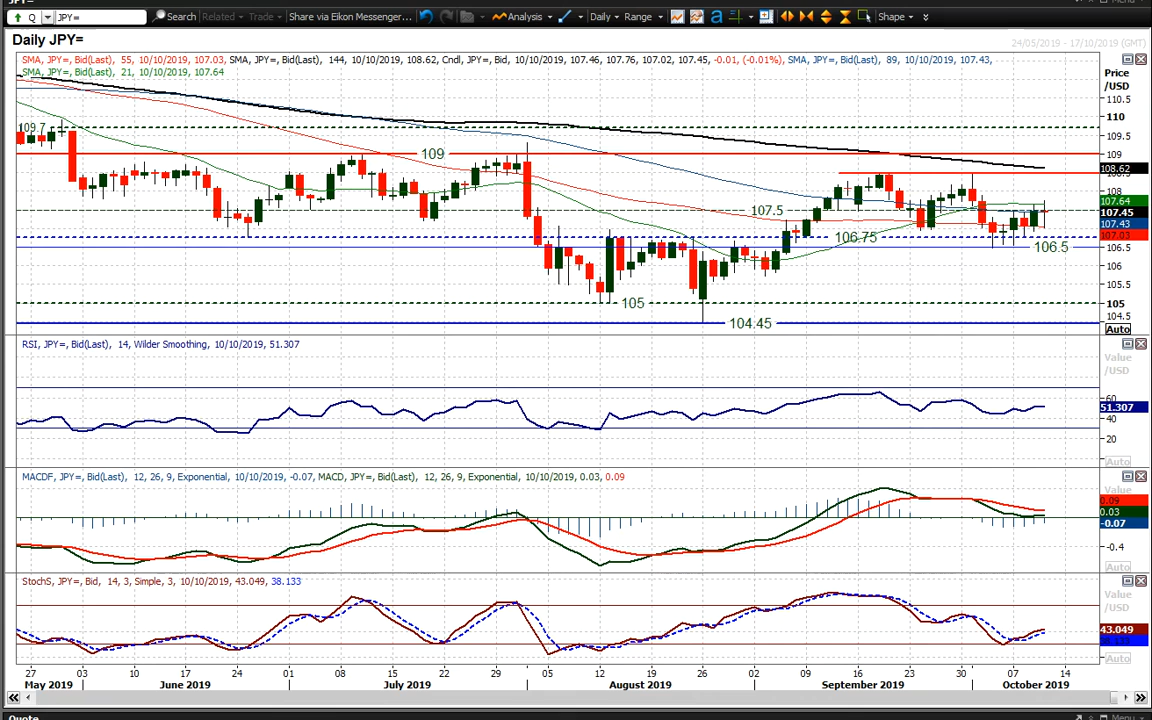 JPY=
Menu
Q JPY= Search Related Trade Share via Eikon Messenger... Analysis Daily Range a Shape
Daily JPY=
24/05/2019 - 17/10/2019 (GMT)
SMA, JPY=, Bid(Last), 55, 10/10/2019, 107.03, SMA, JPY=, Bid(Last), 144, 10/10/2019, 108.62, Cndl, JPY=, Bid, 10/10/2019, 107.46, 107.76, 107.02, 107.45, -0.01, (-0.01%), SMA, JPY=, Bid(Last), 89, 10/10/2019, 107.43,
SMA, JPY=, Bid(Last), 21, 10/10/2019, 107.64
Price
/USD
110.5
110
109.5
109
108.62
108.5
108
107.64
107.45
107.43
107.03
106.5
106
105.5
105
104.5
Auto
109.7
109
107.5
106.75
106.5
105
104.45
RSI, JPY=, Bid(Last), 14, Wilder Smoothing, 10/10/2019, 51.307
Value
/USD
60
51.307
40
20
Auto
MACDF, JPY=, Bid(Last), 12, 26, 9, Exponential, 10/10/2019, -0.07, MACD, JPY=, Bid(Last), 12, 26, 9, Exponential, 10/10/2019, 0.03, 0.09
Value
0.09
0.03
-0.07
-0.4
Auto
StochS, JPY=, Bid, 14, 3, Simple, 3, 10/10/2019, 43.049, 38.133
Value
/USD
43.049
38.133
Auto
27 03 10 17 24 01 08 15 22 29 05 12 19 26 02 09 16 23 30 07 14
May 2019 June 2019 July 2019 August 2019 September 2019 October 2019
Quote
Menu